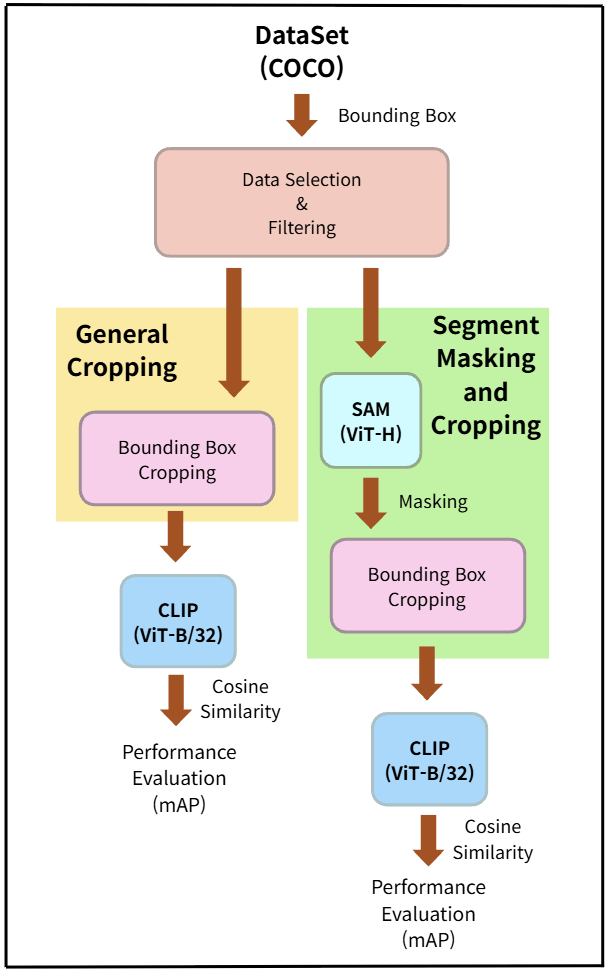 DataSet
(COCO)
Bounding Box
Data Selection
&
Filtering
General
Cropping
Bounding Box
Cropping
CLIP
(ViT-B/32)
Cosine
Similarity
Performance
Evaluation
(mAP)
Segment
Masking
and
Cropping
SAM
(ViT-H)
Masking
Bounding Box
Cropping
CLIP
(ViT-B/32)
Cosine
Similarity
Performance
Evaluation
(mAP)